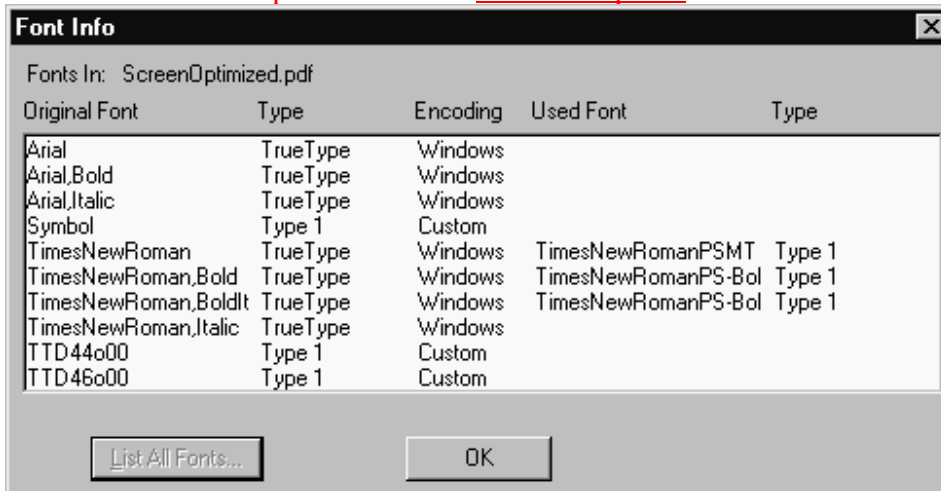 Font Info
Fonts In: ScreenOptimized.pdf
Original Font Type Encoding Used Font Type
Arial TrueType Windows
Arial,Bold TrueType Windows
Arial,Italic TrueType Windows
Symbol Type 1 Custom
TimesNewRoman TrueType Windows TimesNewRomanPSMT Type 1
TimesNewRoman,Bold TrueType Windows TimesNewRomanPS-Bol Type 1
TimesNewRoman,BoldIt TrueType Windows TimesNewRomanPS-Bol Type 1
TimesNewRoman,Italic TrueType Windows
TTD44o00 Type 1 Custom
TTD46o00 Type 1 Custom
List All Fonts... OK